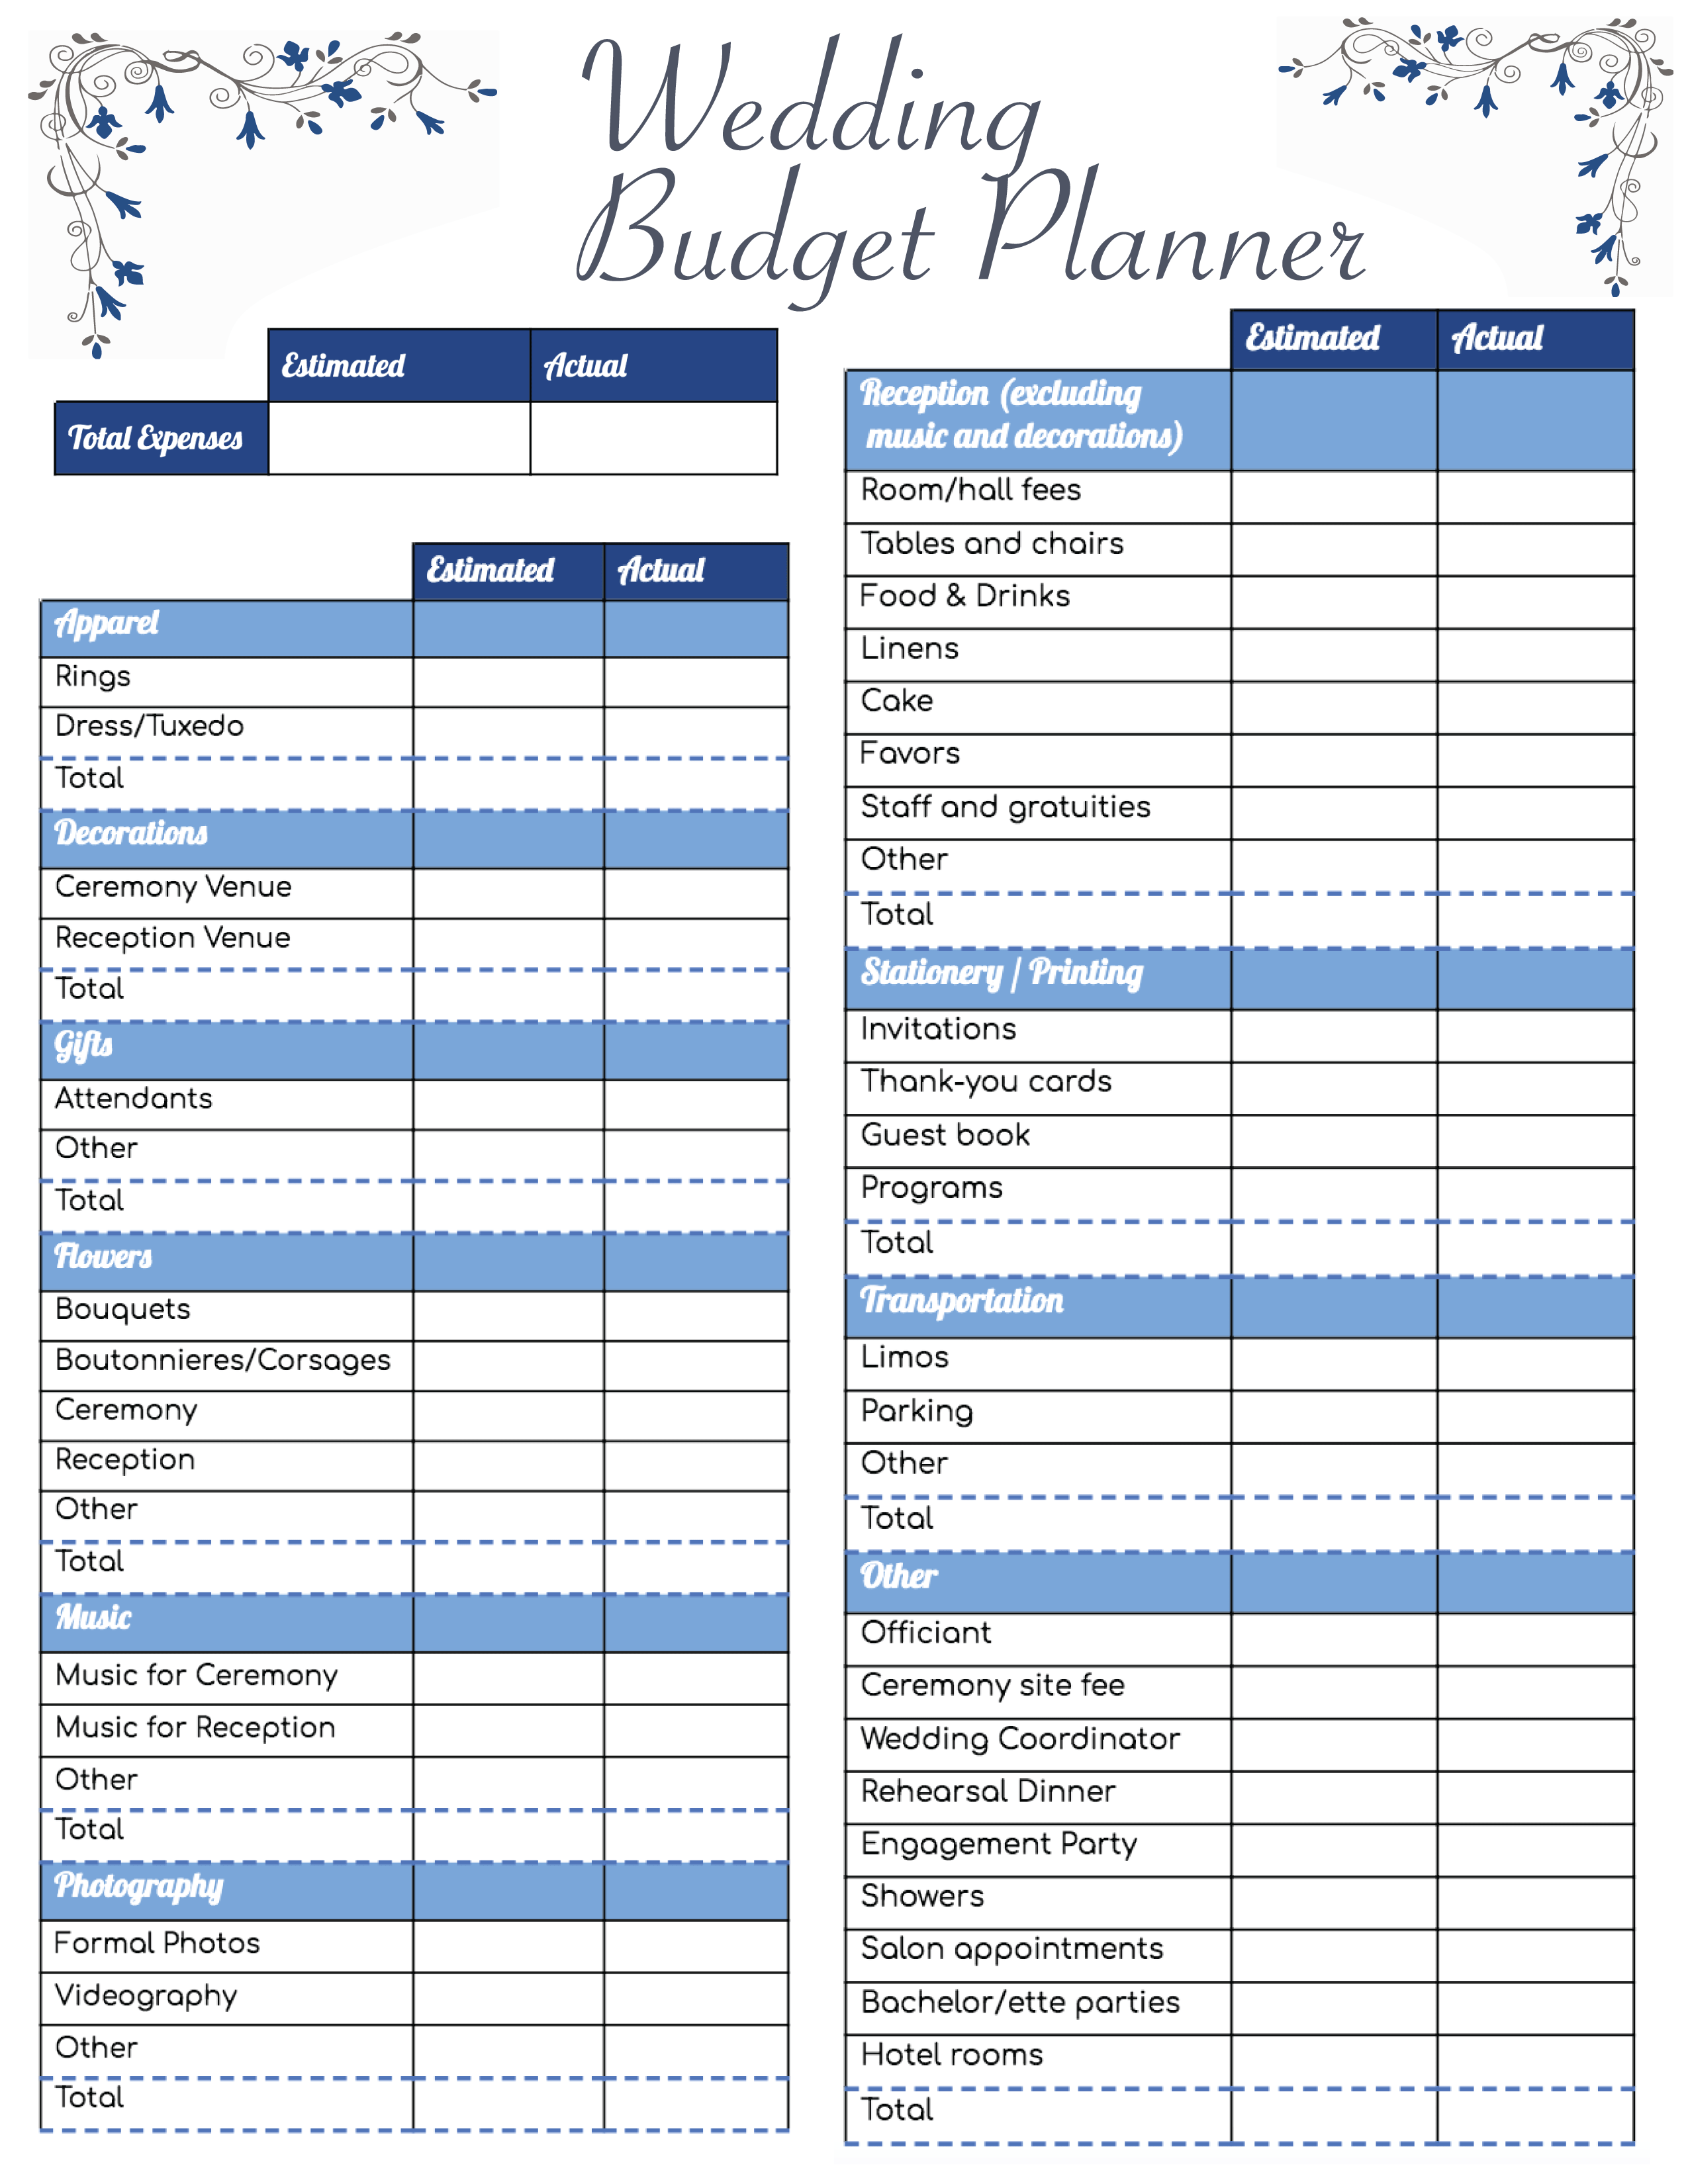 Wedding
Budget Planner
Estimated Actual
Total Expenses
Estimated Actual
Apparel
Rings
Dress/Tuxedo
Total
Decorations
Ceremony Venue
Reception Venue
Total
Gifts
Attendants
Other
Total
Flowers
Bouquets
Boutonnieres/Corsages
Ceremony
Reception
Other
Total
Music
Music for Ceremony
Music for Reception
Other
Total
Photography
Formal Photos
Videography
Other
Total
Estimated Actual
Reception (excluding
music and decorations)
Room/hall fees
Tables and chairs
Food & Drinks
Linens
Cake
Favors
Staff and gratuities
Other
Total
Stationery / Printing
Invitations
Thank-you cards
Guest book
Programs
Total
Transportation
Limos
Parking
Other
Total
Other
Officiant
Ceremony site fee
Wedding Coordinator
Rehearsal Dinner
Engagement Party
Showers
Salon appointments
Bachelor/ette parties
Hotel rooms
Total